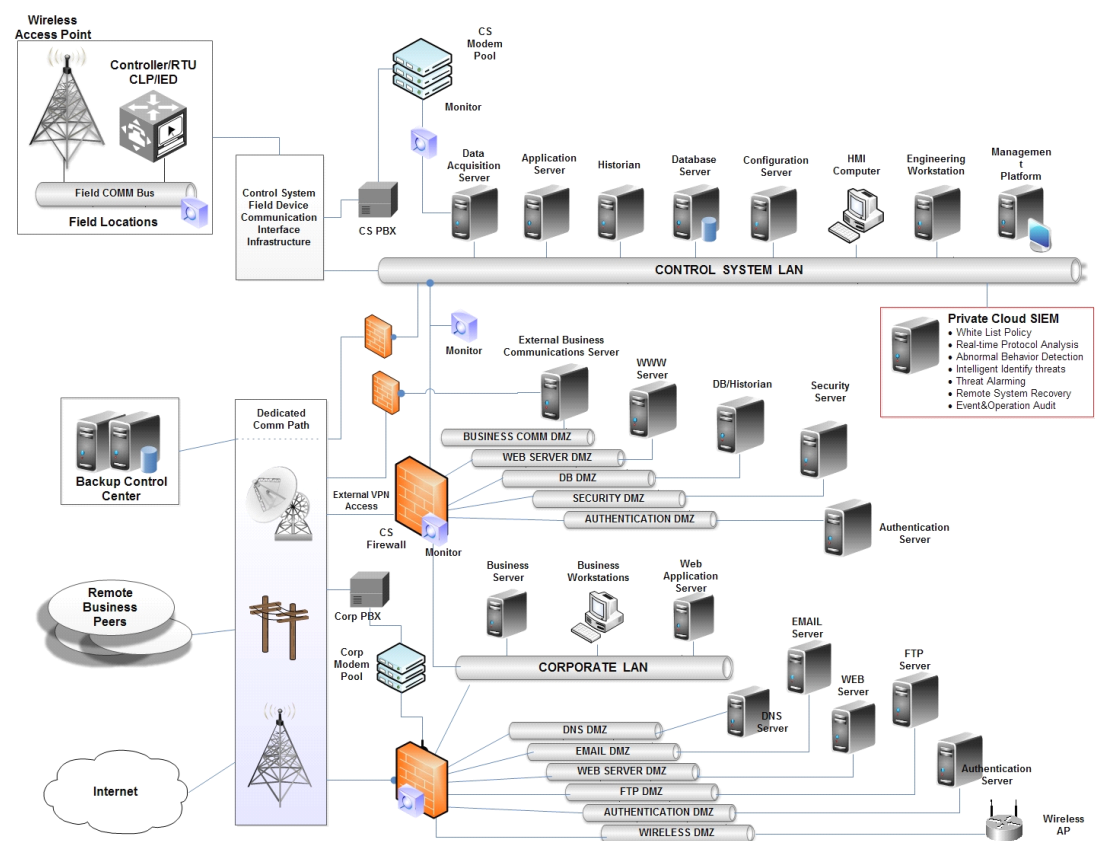 Wireless
Access Point
Controller/RTU
CLP/IED
Field COMM Bus
Field Locations
Control System
Field Device
Communication
Interface
Infrastructure
CS
Modem
Pool
Monitor
CS PBX
Data
Acquisition
Server
Application
Server
Historian
Database
Server
Configuration
Server
HMI
Computer
Engineering
Workstation
Managemen
t
Platform
CONTROL SYSTEM LAN
Private Cloud SIEM
• White List Policy
• Real-time Protocol Analysis
• Abnormal Behavior Detection
• Intelligent Identify threats
• Threat Alarming
• Remote System Recovery
• Event&Operation Audit
Monitor
External Business
Communications Server
WWW
Server
DB/Historian
Security
Server
Dedicated
Comm Path
Backup Control
Center
BUSINESS COMM DMZ
WEB SERVER DMZ
DB DMZ
SECURITY DMZ
AUTHENTICATION DMZ
External VPN
Access
CS
Firewall
Monitor
Authentication
Server
Remote
Business
Peers
Corp PBX
Corp
Modem
Pool
Business
Server
Business
Workstations
Web
Application
Server
CORPORATE LAN
EMAIL
Server
FTP
Server
WEB
Server
DNS
Server
Internet
DNS DMZ
EMAIL DMZ
WEB SERVER DMZ
FTP DMZ
AUTHENTICATION DMZ
WIRELESS DMZ
Authentication
Server
Wireless
AP